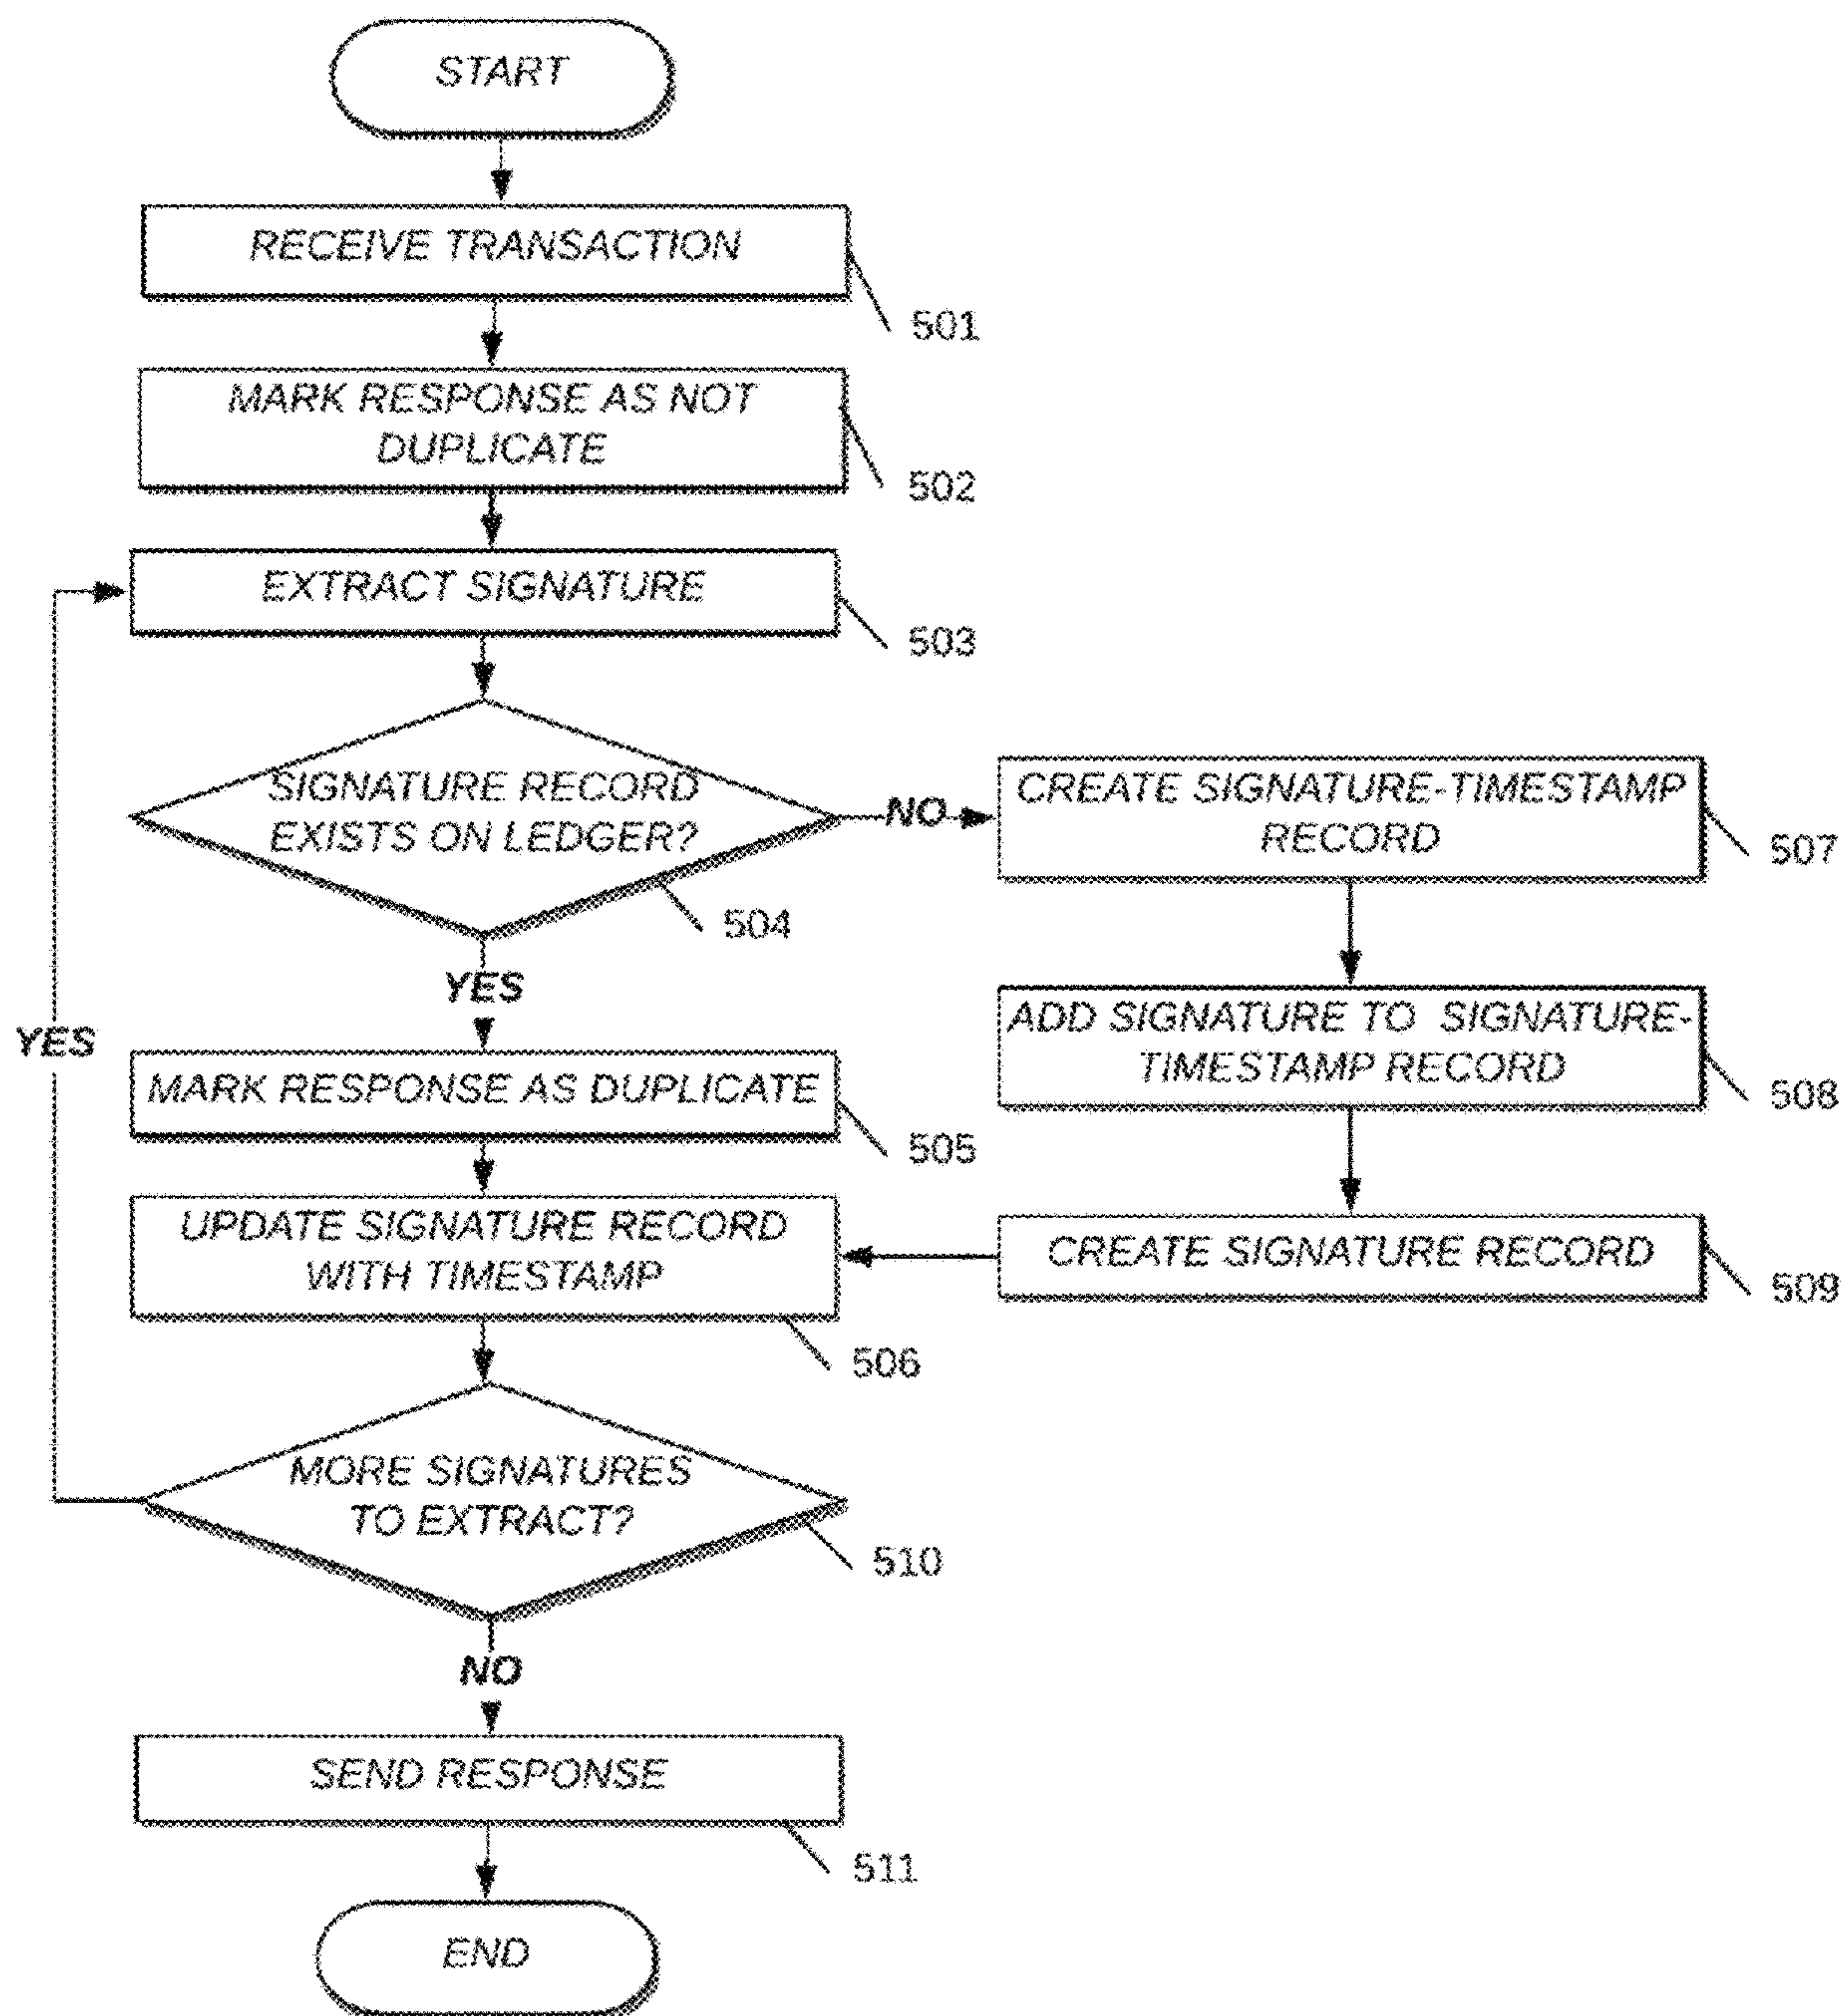 START
RECEIVE TRANSACTION
501
MARK RESPONSE AS NOT
DUPLICATE
502
EXTRACT SIGNATURE
503
SIGNATURE RECORD
EXISTS ON LEDGER?
504
NO
CREATE SIGNATURE-TIMESTAMP
RECORD
507
YES
ADD SIGNATURE TO SIGNATURE-
TIMESTAMP RECORD
508
YES
MARK RESPONSE AS DUPLICATE
505
UPDATE SIGNATURE RECORD
WITH TIMESTAMP
506
CREATE SIGNATURE RECORD
509
MORE SIGNATURES
TO EXTRACT?
510
NO
SEND RESPONSE
511
END